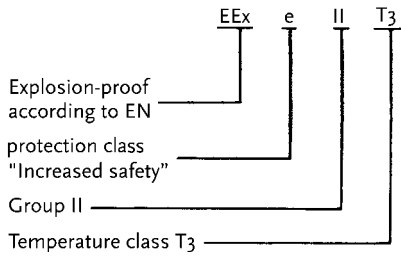 EEx e II T3
Explosion-proof
according to EN
protection class
"Increased safety"
Group II
Temperature class T3